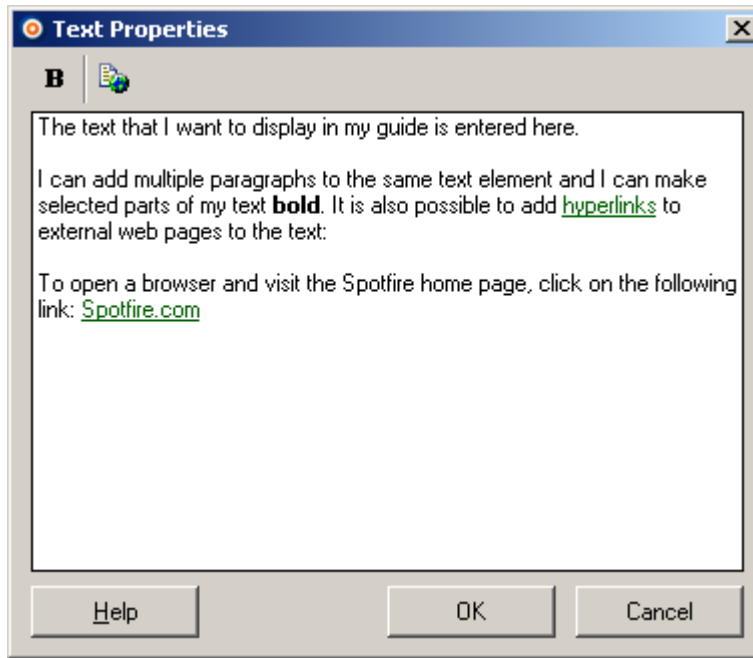 Text Properties
B
The text that I want to display in my guide is entered here.
I can add multiple paragraphs to the same text element and I can make
selected parts of my text bold. It is also possible to add hyperlinks to
external web pages to the text:
To open a browser and visit the Spotfire home page, click on the following
link: Spotfire.com
Help
OK
Cancel